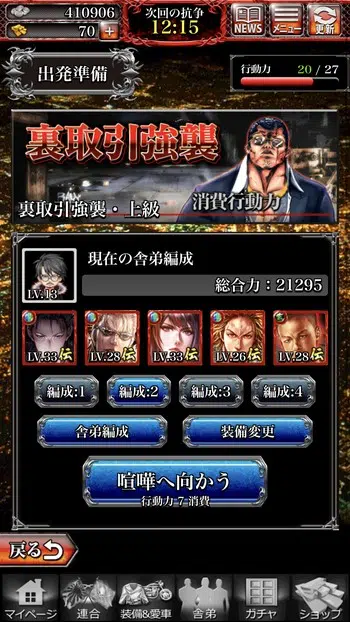 410906
次回の抗争
12:15
NEWS
メニュー
更新
70 +
出発準備
行動力 20 / 27
裏取引強襲
裏取引強襲・上級
消費行動力
現在の舎弟編成
総合力:21295
LV.13
LV.33 伝
LV.28 伝
LV.33 伝
LV.26 伝
LV.28 伝
編成:1
編成:2
編成:3
編成:4
舎弟編成
装備変更
喧嘩へ向かう
行動力 7 消費
戻る
マイページ
連合
装備&愛車
舎弟
ガチャ
ショップ